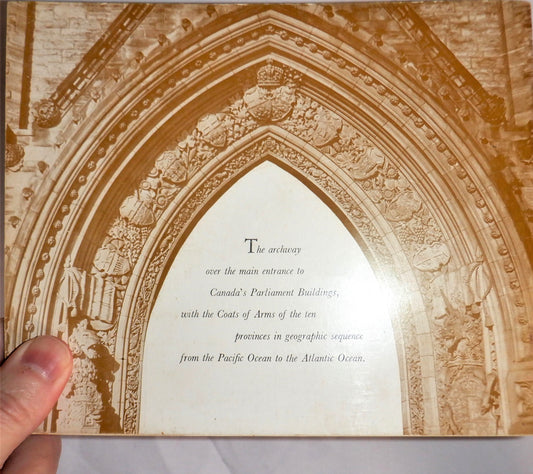 The archway
over the main entrance to
Canada's Parliament Buildings,
with the Coats of Arms of the ten
provinces in geographic sequence
from the Pacific Ocean to the Atlantic Ocean.